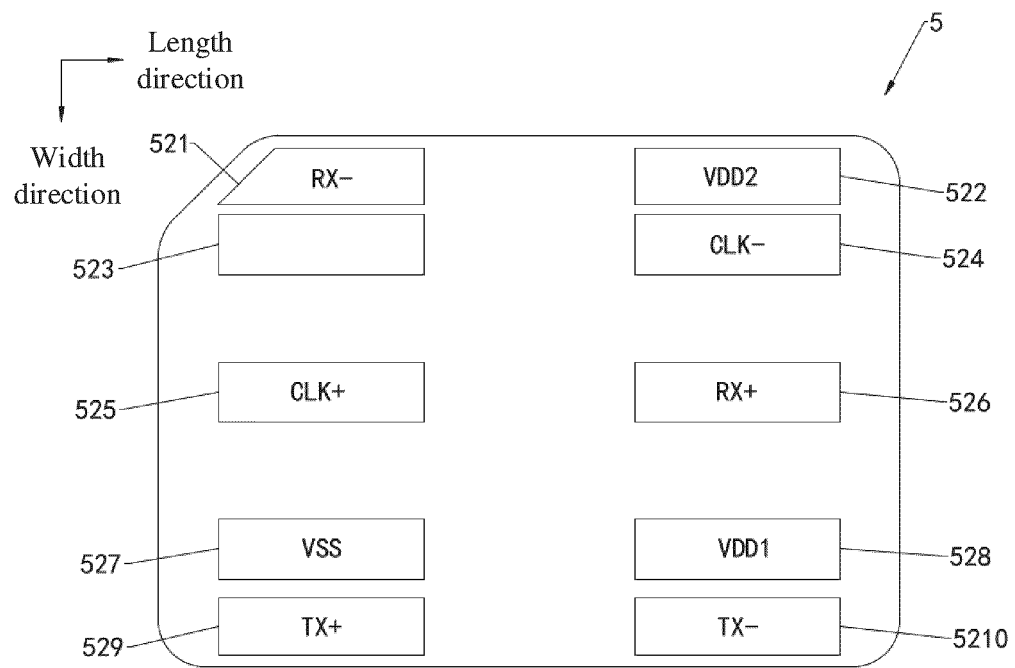 5
Length
direction
Width
direction
521
RX-
VDD2
522
523
CLK-
524
CLK+
RX+
525
526
VSS
VDD1
527
528
TX+
TX-
529
5210